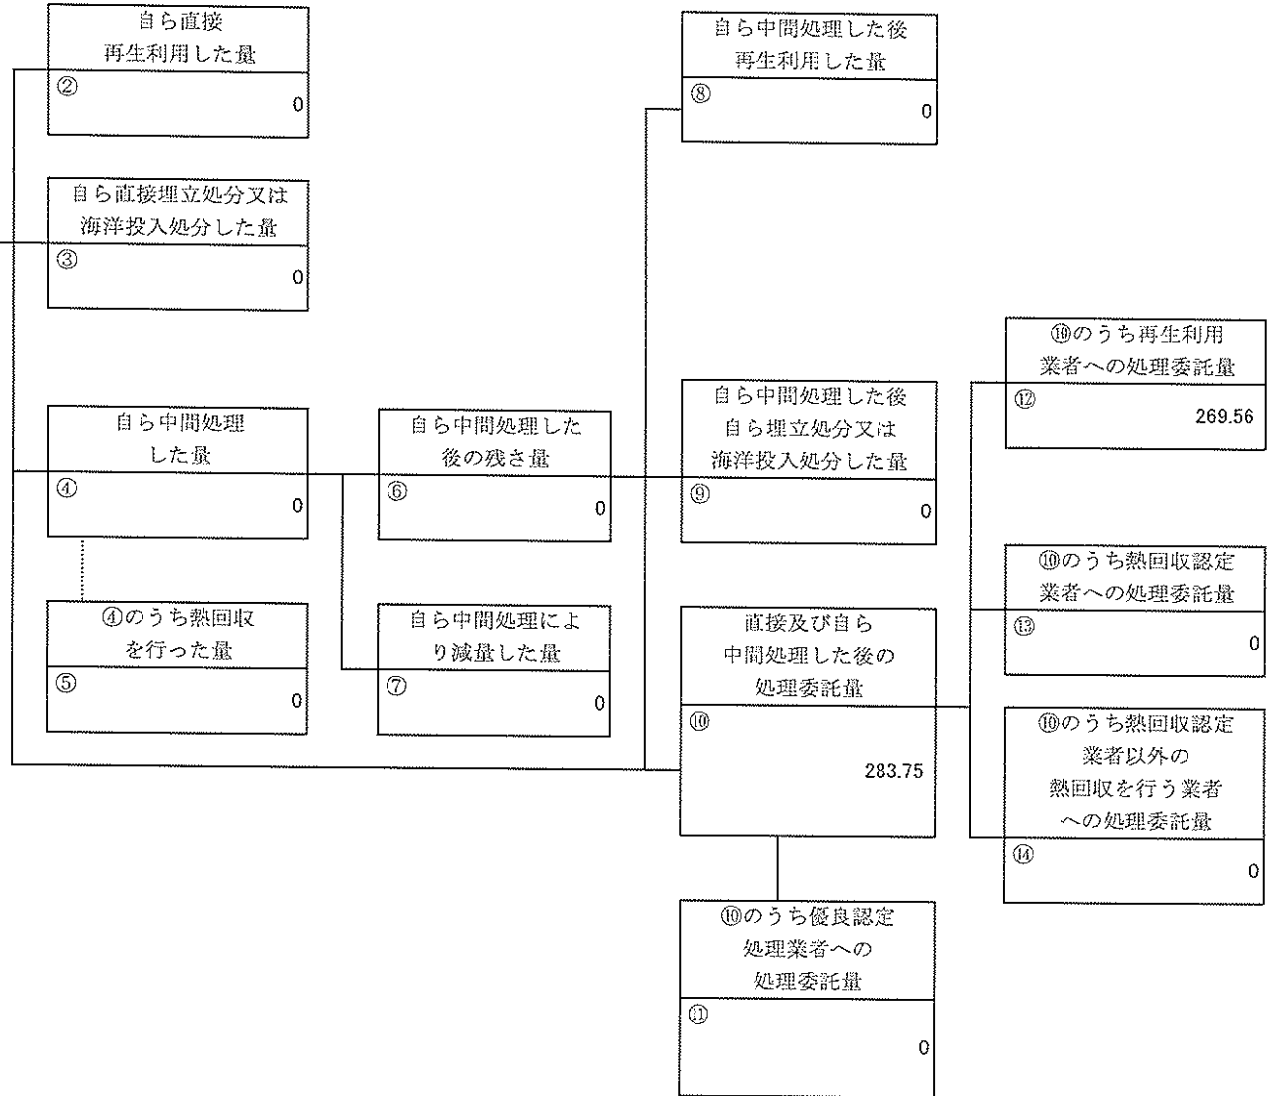 自ら直接
再生利用した量
②
0
自ら直接埋立処分又は
海洋投入処分した量
③
0
自ら中間処理
した量
④
0
④のうち熱回収
を行った量
⑤
0
自ら中間処理した
後の残さ量
⑥
0
自ら中間処理によ
り減量した量
⑦
0
自ら中間処理した後
再生利用した量
⑧
0
自ら中間処理した後
自ら埋立処分又は
海洋投入処分した量
⑨
0
直接及び自ら
中間処理した後の
処理委託量
⑩
283.75
⑩のうち優良認定
処理業者への
処理委託量
⑪
0
⑩のうち再生利用
業者への処理委託量
⑫
269.56
⑩のうち熱回収認定
業者への処理委託量
⑬
0
⑩のうち熱回収認定
業者以外の
熱回収を行う業者
への処理委託量
⑭
0